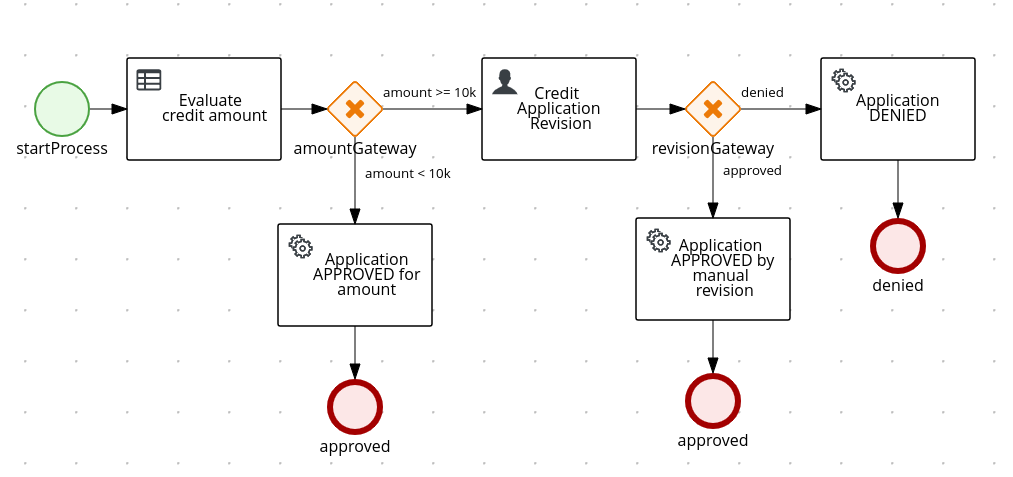 startProcess
Evaluate
credit amount
amountGateway
amount >= 10k
amount < 10k
Application
APPROVED for
amount
approved
Credit
Application
Revision
revisionGateway
denied
approved
Application
APPROVED by
manual
revision
approved
Application
DENIED
denied